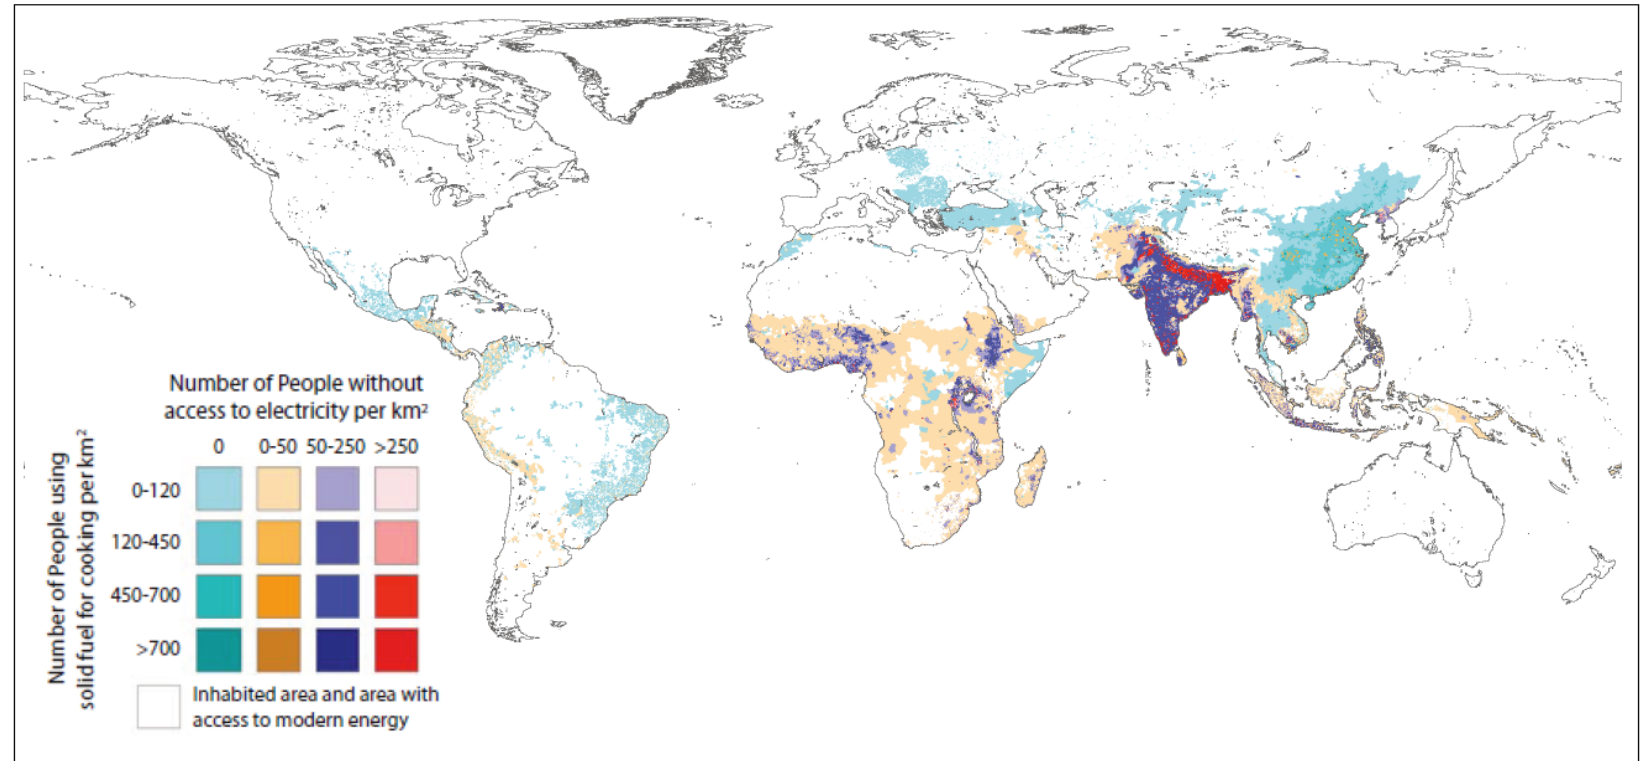 Number of People without
access to electricity per km²
0 0-50 50-250 >250
Number of People using
solid fuel for cooking per km²
0-120
120-450
450-700
>700
Inhabited area and area with
access to modern energy